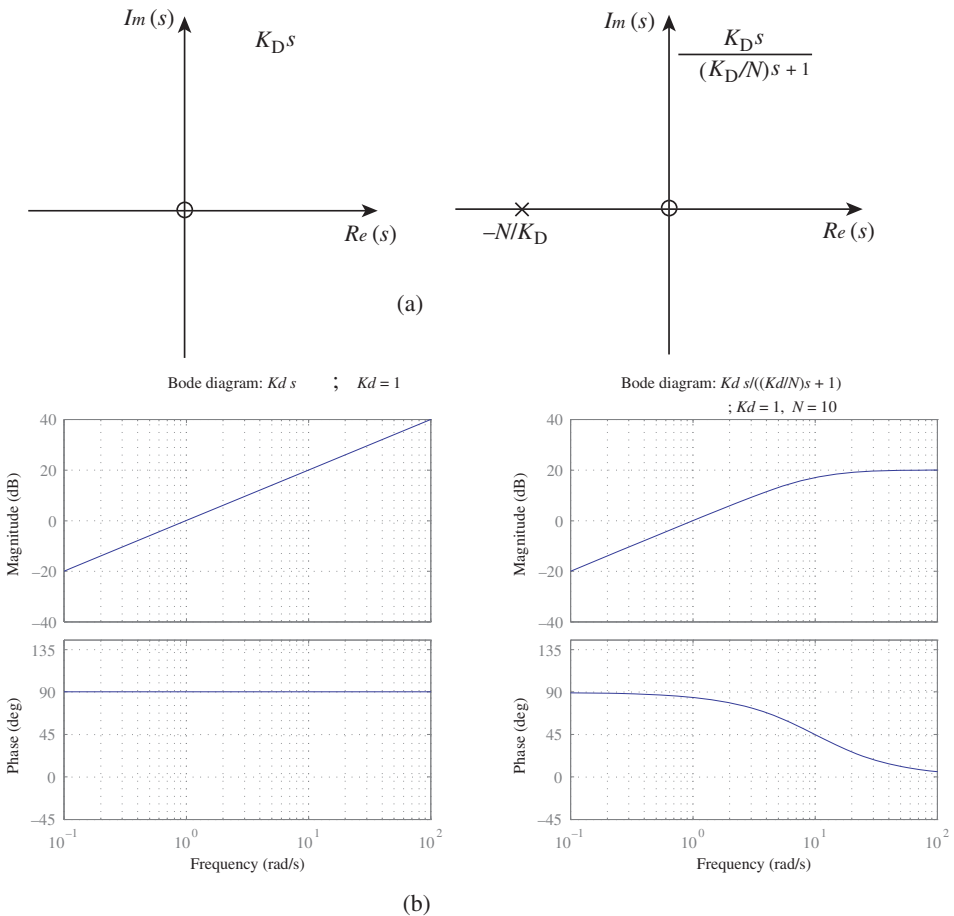 Im (s)
K_D s
Re (s)
Im (s)
K_D s
(K_D/N)s + 1
–N/K_D
Re (s)
(a)
Bode diagram: Kd s ; Kd = 1
40
20
0
–20
–40
Magnitude (dB)
135
90
45
0
–45
Phase (deg)
10^–1
10^0
10^1
10^2
Frequency (rad/s)
Bode diagram: Kd s/((Kd/N)s + 1)
; Kd = 1, N = 10
40
20
0
–20
–40
Magnitude (dB)
135
90
45
0
–45
Phase (deg)
10^–1
10^0
10^1
10^2
Frequency (rad/s)
(b)